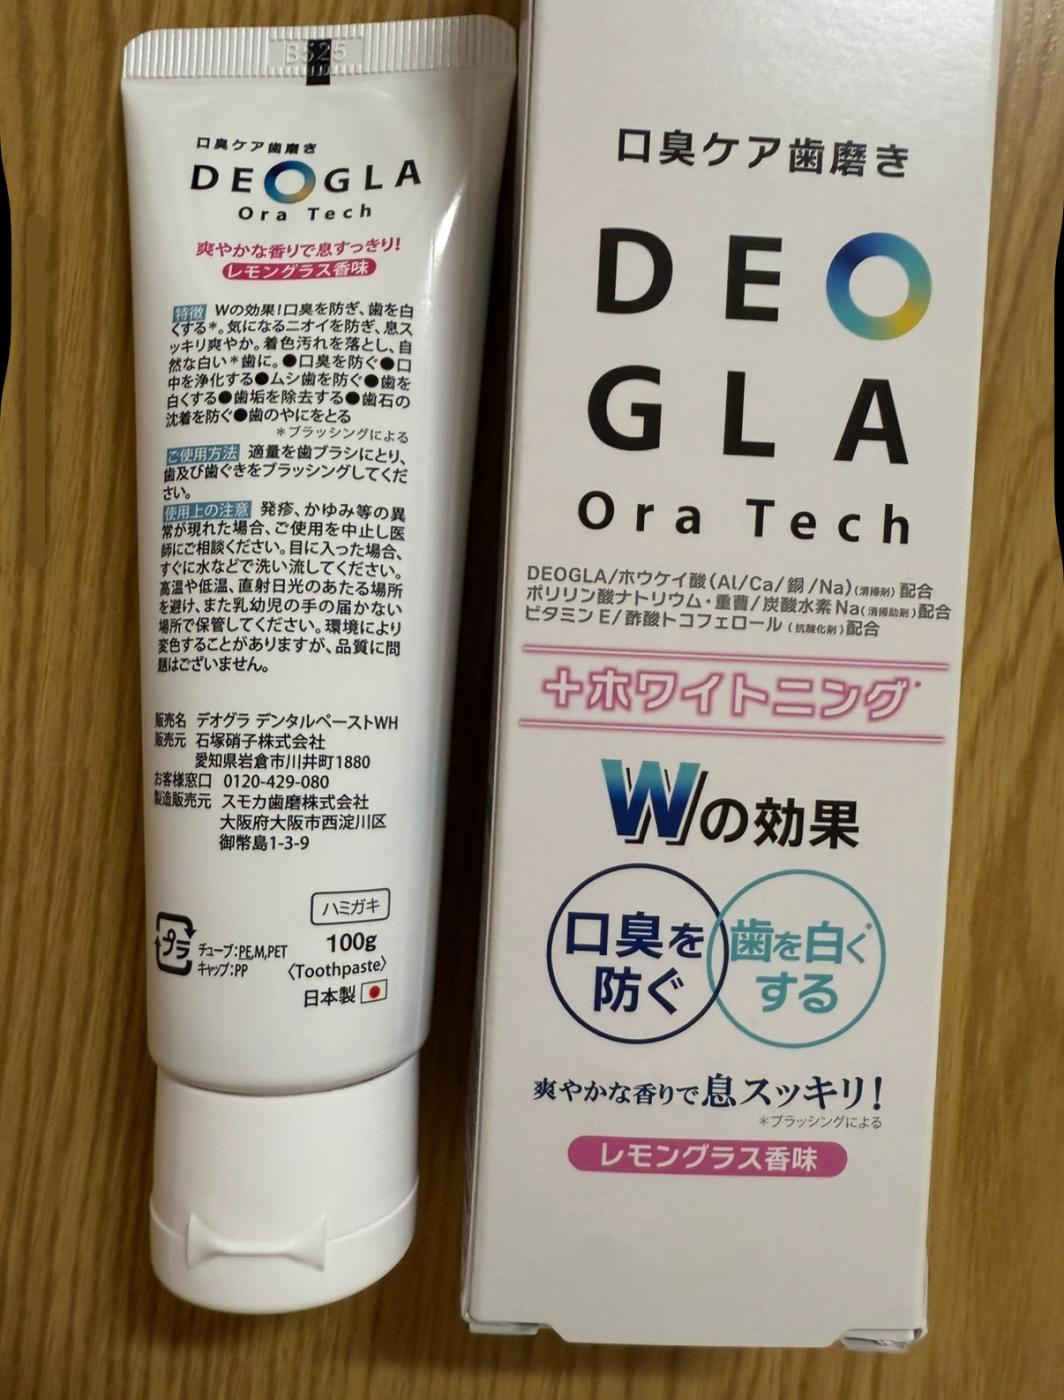 B525
口臭ケア歯磨き
DEOGLA
Ora Tech
爽やかな香りで息すっきり!
レモングラス香味
特徴 Wの効果!口臭を防ぎ、歯を白
くする*。気になるニオイを防ぎ、息ス
ッキリ爽やか。着色汚れを落とし、自
然な白い*歯に。●口臭を防ぐ●口
中を浄化する●ムシ歯を防ぐ●歯を
白くする●歯垢を除去する●歯石の
沈着を防ぐ●歯のやにをとる
*ブラッシングによる
ご使用方法 適量を歯ブラシにとり、
歯及び歯ぐきをブラッシングしてくだ
さい。
使用上の注意 発疹、かゆみ等の異
常が現れた場合、ご使用を中止し医
師にご相談ください。目に入った場合、
すぐに水などで洗い流してください。
高温や低温、直射日光のあたる場所
を避け、また乳幼児の手の届かない
場所で保管してください。環境により
変色することがありますが、品質に問
題はございません。
販売名 デオグラ デンタルペーストWH
販売元 石塚硝子株式会社
愛知県岩倉市川井町1880
お客様窓口 0120-429-080
製造販売元 スモカ歯磨株式会社
大阪府大阪市西淀川区
御幣島1-3-9
ハミガキ
プラ チューブ:PE,M,PET
キャップ:PP
100g
〈Toothpaste〉
日本製
口臭ケア歯磨き
DEO
GLA
Ora Tech
DEOGLA/ホウケイ酸(Al/Ca/銅/Na)(清掃剤)配合
ポリリン酸ナトリウム・重曹/炭酸水素Na(清掃助剤)配合
ビタミンE/酢酸トコフェロール(抗酸化剤)配合
+ホワイトニング*
Wの効果
口臭を
防ぐ
歯を白く*
する
爽やかな香りで息スッキリ!
*ブラッシングによる
レモングラス香味